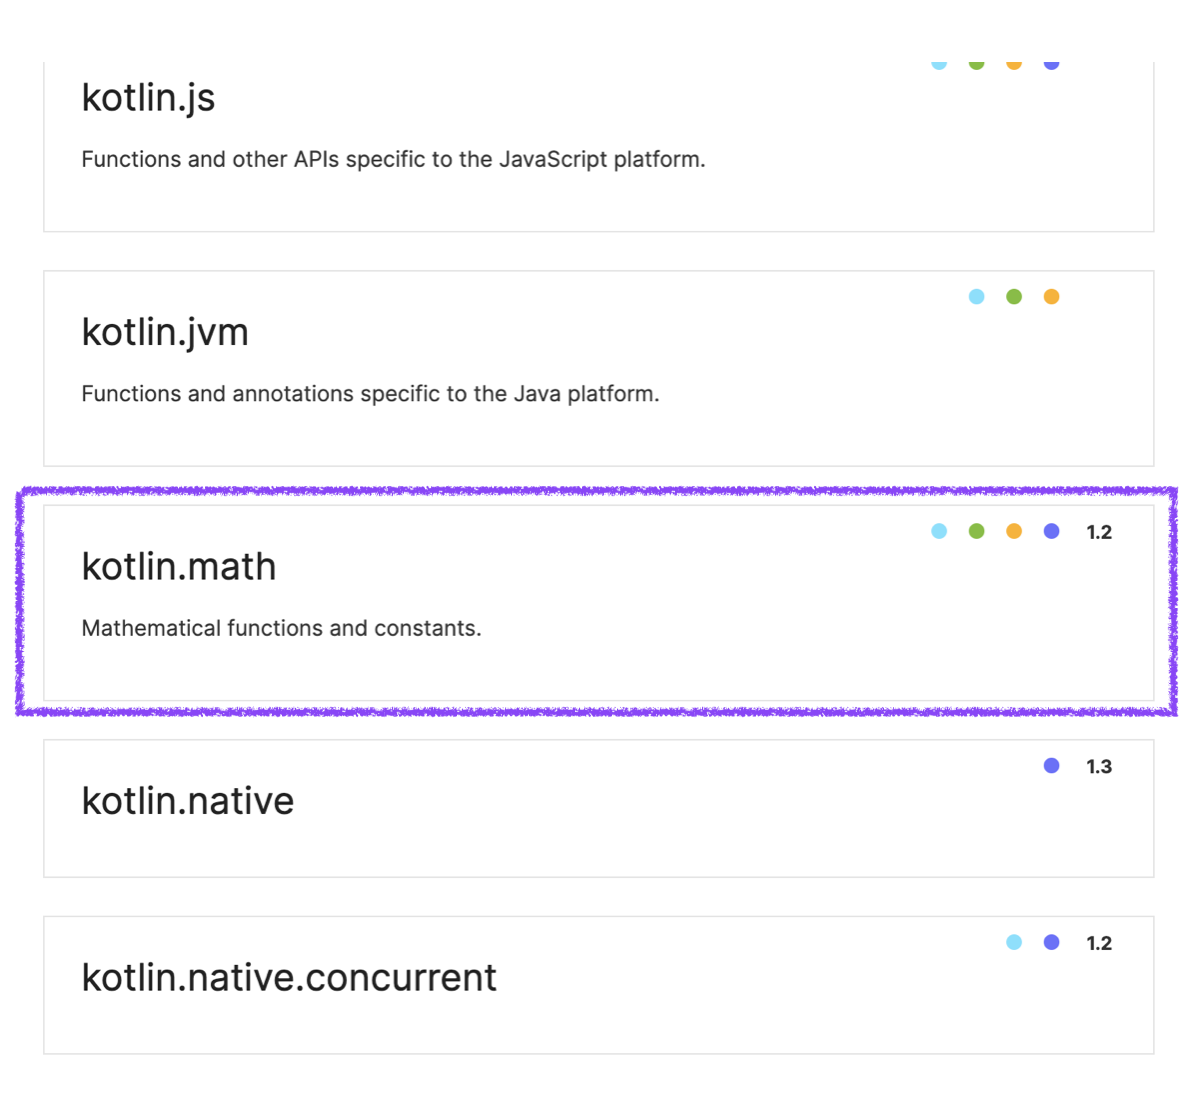 kotlin.js
Functions and other APIs specific to the JavaScript platform.
kotlin.jvm
Functions and annotations specific to the Java platform.
1.2
kotlin.math
Mathematical functions and constants.
1.3
kotlin.native
1.2
kotlin.native.concurrent